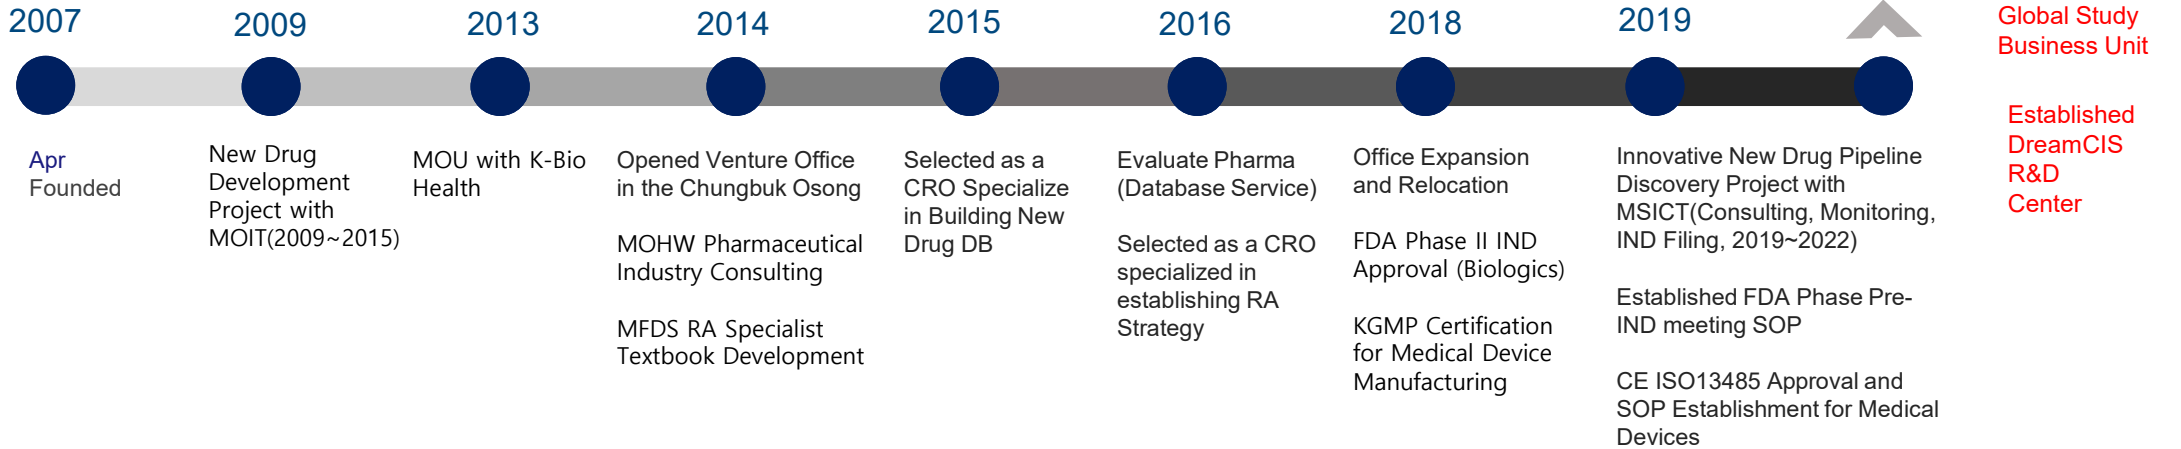 2007
Apr
Founded
2009
New Drug
Development
Project with
MOIT(2009~2015)
2013
MOU with K-Bio
Health
2014
Opened Venture Office
in the Chungbuk Osong
MOHW Pharmaceutical
Industry Consulting
MFDS RA Specialist
Textbook Development
2015
Selected as a
CRO Specialize
in Building New
Drug DB
2016
Evaluate Pharma
(Database Service)
Selected as a CRO
specialized in
establishing RA
Strategy
2018
Office Expansion
and Relocation
FDA Phase II IND
Approval (Biologics)
KGMP Certification
for Medical Device
Manufacturing
2019
Innovative New Drug Pipeline
Discovery Project with
MSICT(Consulting, Monitoring,
IND Filing, 2019~2022)
Established FDA Phase Pre-
IND meeting SOP
CE ISO13485 Approval and
SOP Establishment for Medical
Devices
Global Study
Business Unit
Established
DreamCIS
R&D
Center